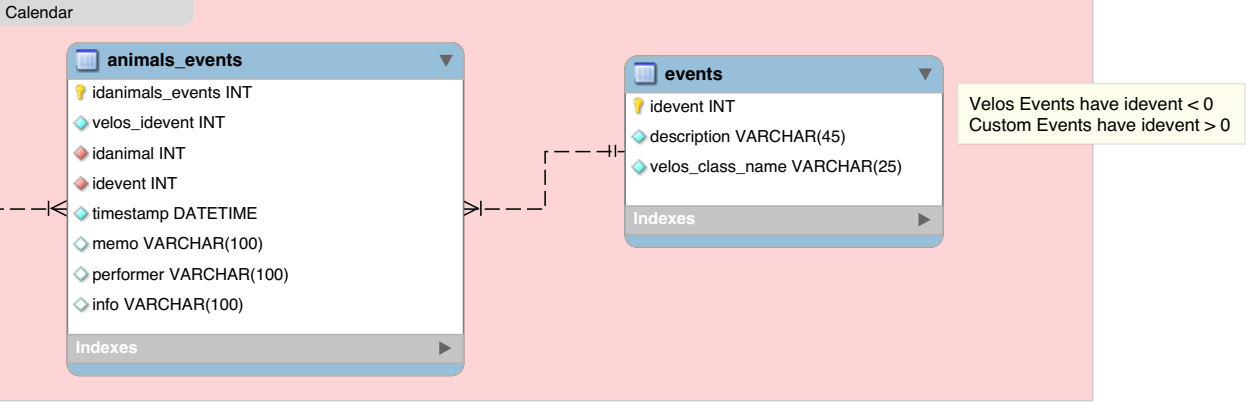 Calendar
animals_events
idanimals_events INT
velos_idevent INT
idanimal INT
idevent INT
timestamp DATETIME
memo VARCHAR(100)
performer VARCHAR(100)
info VARCHAR(100)
Indexes
events
idevent INT
description VARCHAR(45)
velos_class_name VARCHAR(25)
Indexes
Velos Events have idevent < 0
Custom Events have idevent > 0